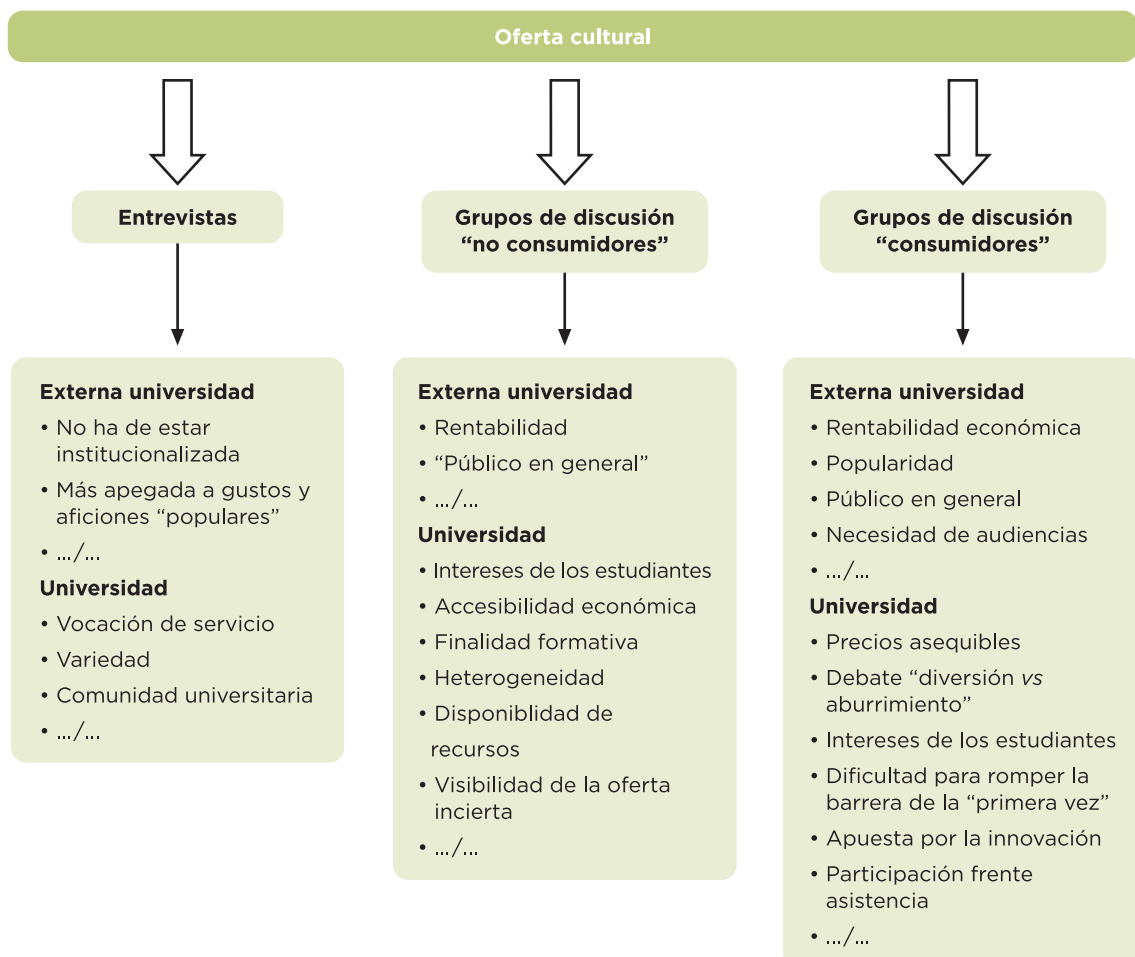 Oferta cultural
Entrevistas
Externa universidad
• No ha de estar
institucionalizada
• Más apegada a gustos y
aficiones “populares”
• .../...
Universidad
• Vocación de servicio
• Variedad
• Comunidad universitaria
• .../...
Grupos de discusión
“no consumidores”
Externa universidad
• Rentabilidad
• “Público en general”
• .../...
Universidad
• Intereses de los estudiantes
• Accesibilidad económica
• Finalidad formativa
• Heterogeneidad
• Disponiblidad de
recursos
• Visibilidad de la oferta
incierta
• .../...
Grupos de discusión
“consumidores”
Externa universidad
• Rentabilidad económica
• Popularidad
• Público en general
• Necesidad de audiencias
• .../...
Universidad
• Precios asequibles
• Debate “diversión vs
aburrimiento”
• Intereses de los estudiantes
• Dificultad para romper la
barrera de la “primera vez”
• Apuesta por la innovación
• Participación frente
asistencia
• .../...